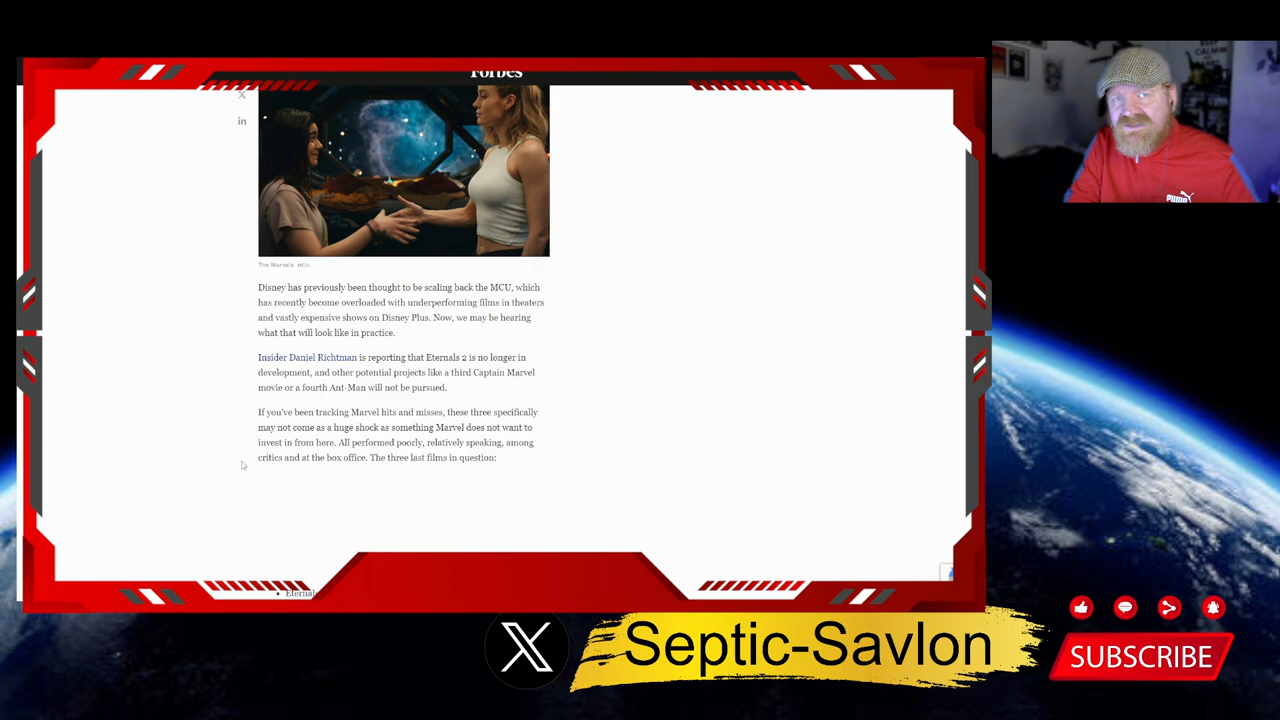 Forbes
KEEP
CALM
in
The Marvels MCU
Disney has previously been thought to be scaling back the MCU, which
has recently become overloaded with underperforming films in theaters
and vastly expensive shows on Disney Plus. Now, we may be hearing
what that will look like in practice.
Insider Daniel Richtman is reporting that Eternals 2 is no longer in
development, and other potential projects like a third Captain Marvel
movie or a fourth Ant-Man will not be pursued.
If you've been tracking Marvel hits and misses, these three specifically
may not come as a huge shock as something Marvel does not want to
invest in from here. All performed poorly, relatively speaking, among
critics and at the box office. The three last films in question:
• Eternals
PUMA
X
Septic-Savlon
SUBSCRIBE